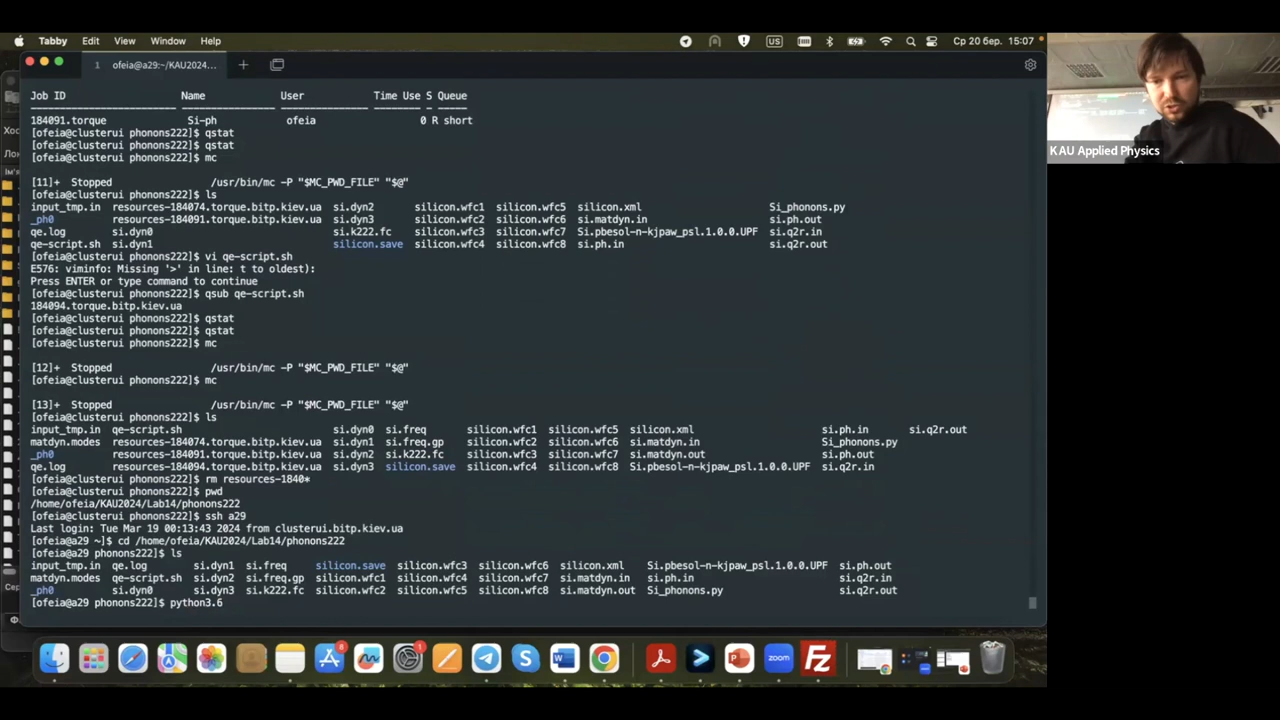 Tabby Edit View Window Help US Ср 20 бер. 15:07
1 ofeia@a29:~/KAU2024...
Job ID Name User Time Use S Queue
184091.torque Si-ph ofeia 0 R short
[ofeia@clusterui phonons222]$ qstat
[ofeia@clusterui phonons222]$ qstat
[ofeia@clusterui phonons222]$ mc
[11]+ Stopped /usr/bin/mc -P "$MC_PWD_FILE" "$@"
[ofeia@clusterui phonons222]$ ls
input_tmp.in resources-184074.torque.bitp.kiev.ua si.dyn2 silicon.wfc1 silicon.wfc5 silicon.xml Si_phonons.py
_ph0 resources-184091.torque.bitp.kiev.ua si.dyn3 silicon.wfc2 silicon.wfc6 si.matdyn.in si.ph.out
qe.log si.dyn0 si.k222.fc silicon.wfc3 silicon.wfc7 Si.pbesol-n-kjpaw_psl.1.0.0.UPF si.q2r.in
qe-script.sh si.dyn1 silicon.save silicon.wfc4 silicon.wfc8 si.ph.in si.q2r.out
[ofeia@clusterui phonons222]$ vi qe-script.sh
E576: viminfo: Missing '>' in line: t to oldest):
Press ENTER or type command to continue
[ofeia@clusterui phonons222]$ qsub qe-script.sh
184094.torque.bitp.kiev.ua
[ofeia@clusterui phonons222]$ qstat
[ofeia@clusterui phonons222]$ qstat
[ofeia@clusterui phonons222]$ mc
[12]+ Stopped /usr/bin/mc -P "$MC_PWD_FILE" "$@"
[ofeia@clusterui phonons222]$ mc
[13]+ Stopped /usr/bin/mc -P "$MC_PWD_FILE" "$@"
[ofeia@clusterui phonons222]$ ls
input_tmp.in qe-script.sh si.dyn0 si.freq silicon.wfc1 silicon.wfc5 silicon.xml si.ph.in si.q2r.out
matdyn.modes resources-184074.torque.bitp.kiev.ua si.dyn1 si.freq.gp silicon.wfc2 silicon.wfc6 si.matdyn.in Si_phonons.py
_ph0 resources-184091.torque.bitp.kiev.ua si.dyn2 si.k222.fc silicon.wfc3 silicon.wfc7 si.matdyn.out si.ph.out
qe.log resources-184094.torque.bitp.kiev.ua si.dyn3 silicon.save silicon.wfc4 silicon.wfc8 Si.pbesol-n-kjpaw_psl.1.0.0.UPF si.q2r.in
[ofeia@clusterui phonons222]$ rm resources-1840*
[ofeia@clusterui phonons222]$ pwd
/home/ofeia/KAU2024/Lab14/phonons222
[ofeia@clusterui phonons222]$ ssh a29
Last login: Tue Mar 19 00:13:43 2024 from clusterui.bitp.kiev.ua
[ofeia@a29 ~]$ cd /home/ofeia/KAU2024/Lab14/phonons222
[ofeia@a29 phonons222]$ ls
input_tmp.in qe.log si.dyn1 si.freq silicon.save silicon.wfc3 silicon.wfc6 silicon.xml Si.pbesol-n-kjpaw_psl.1.0.0.UPF si.ph.out
matdyn.modes qe-script.sh si.dyn2 si.freq.gp silicon.wfc1 silicon.wfc4 silicon.wfc7 si.matdyn.in si.ph.in si.q2r.in
_ph0 si.dyn0 si.dyn3 si.k222.fc silicon.wfc2 silicon.wfc5 silicon.wfc8 si.matdyn.out Si_phonons.py si.q2r.out
[ofeia@a29 phonons222]$ python3.6
KAU Applied Physics
8
1
zoom
Fz